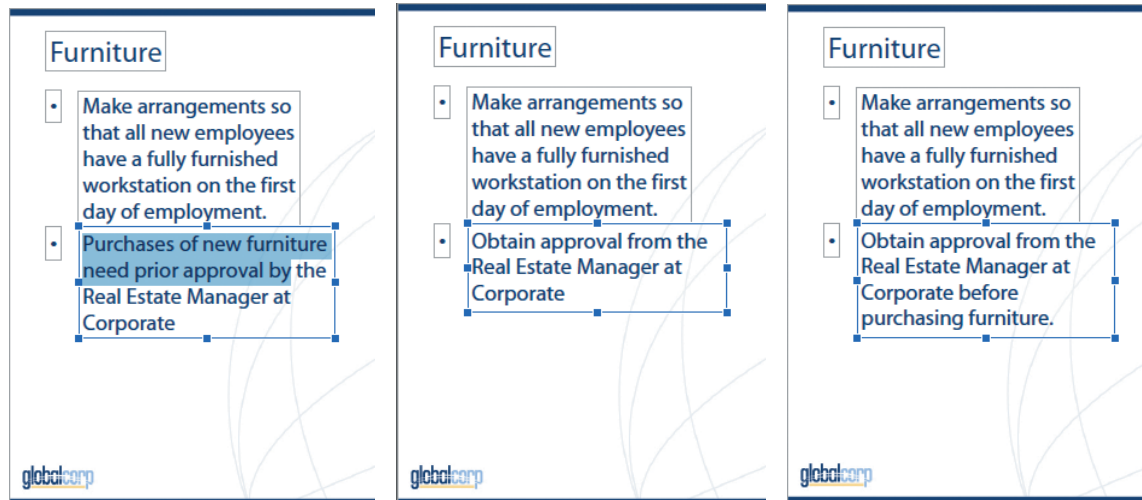 Furniture
• Make arrangements so
that all new employees
have a fully furnished
workstation on the first
day of employment.
• Purchases of new furniture
need prior approval by the
Real Estate Manager at
Corporate
globalcorp
Furniture
• Make arrangements so
that all new employees
have a fully furnished
workstation on the first
day of employment.
• Obtain approval from the
Real Estate Manager at
Corporate
globalcorp
Furniture
• Make arrangements so
that all new employees
have a fully furnished
workstation on the first
day of employment.
• Obtain approval from the
Real Estate Manager at
Corporate before
purchasing furniture.
globalcorp